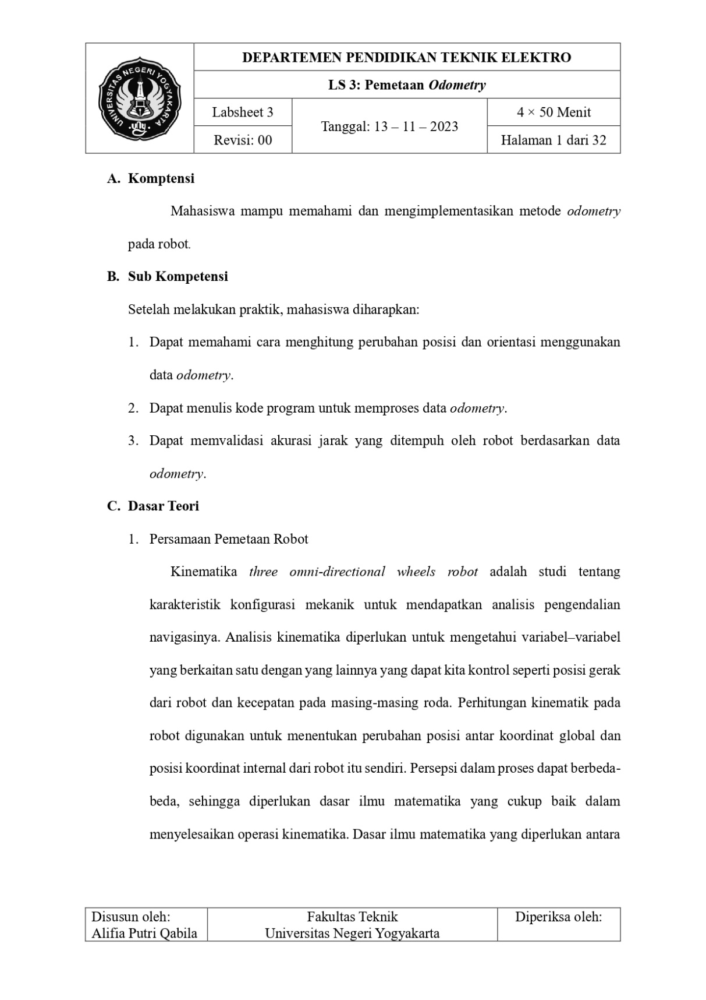 UNIVERSITAS NEGERI YOGYAKARTA
uny
DEPARTEMEN PENDIDIKAN TEKNIK ELEKTRO
LS 3: Pemetaan Odometry
Labsheet 3
Tanggal: 13 – 11 – 2023
4 × 50 Menit
Revisi: 00
Halaman 1 dari 32
A. Komptensi
Mahasiswa mampu memahami dan mengimplementasikan metode odometry
pada robot.
B. Sub Kompetensi
Setelah melakukan praktik, mahasiswa diharapkan:
1. Dapat memahami cara menghitung perubahan posisi dan orientasi menggunakan
data odometry.
2. Dapat menulis kode program untuk memproses data odometry.
3. Dapat memvalidasi akurasi jarak yang ditempuh oleh robot berdasarkan data
odometry.
C. Dasar Teori
1. Persamaan Pemetaan Robot
Kinematika three omni-directional wheels robot adalah studi tentang
karakteristik konfigurasi mekanik untuk mendapatkan analisis pengendalian
navigasinya. Analisis kinematika diperlukan untuk mengetahui variabel–variabel
yang berkaitan satu dengan yang lainnya yang dapat kita kontrol seperti posisi gerak
dari robot dan kecepatan pada masing-masing roda. Perhitungan kinematik pada
robot digunakan untuk menentukan perubahan posisi antar koordinat global dan
posisi koordinat internal dari robot itu sendiri. Persepsi dalam proses dapat berbeda-
beda, sehingga diperlukan dasar ilmu matematika yang cukup baik dalam
menyelesaikan operasi kinematika. Dasar ilmu matematika yang diperlukan antara
Disusun oleh:
Alifia Putri Qabila
Fakultas Teknik
Universitas Negeri Yogyakarta
Diperiksa oleh: